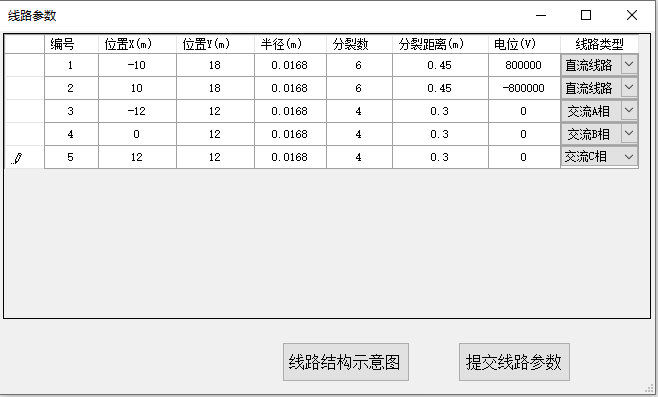 线路参数
编号 位置X(m) 位置Y(m) 半径(m) 分裂数 分裂距离(m) 电位(V) 线路类型
1 -10 18 0.0168 6 0.45 800000 直流线路
2 10 18 0.0168 6 0.45 -800000 直流线路
3 -12 12 0.0168 4 0.3 0 交流A相
4 0 12 0.0168 4 0.3 0 交流B相
5 12 12 0.0168 4 0.3 0 交流C相
线路结构示意图 提交线路参数